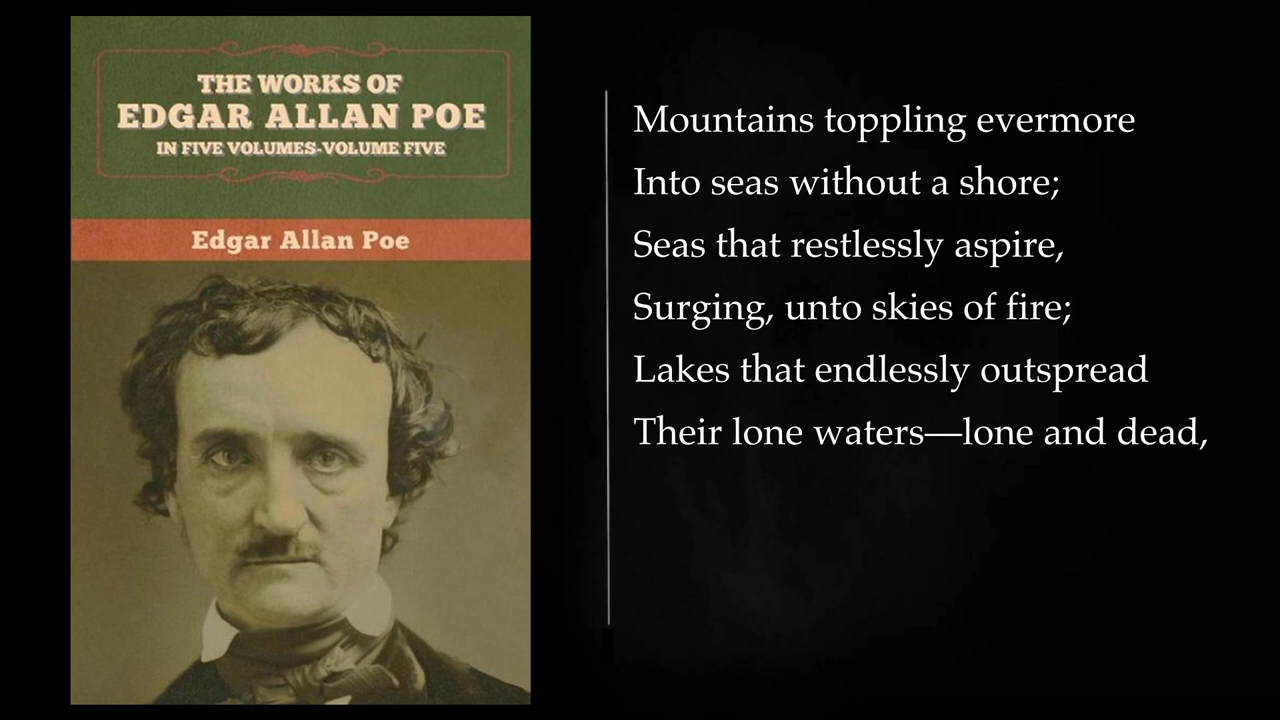 THE WORKS OF
EDGAR ALLAN POE
IN FIVE VOLUMES-VOLUME FIVE
Edgar Allan Poe
Mountains toppling evermore
Into seas without a shore;
Seas that restlessly aspire,
Surging, unto skies of fire;
Lakes that endlessly outspread
Their lone waters—lone and dead,